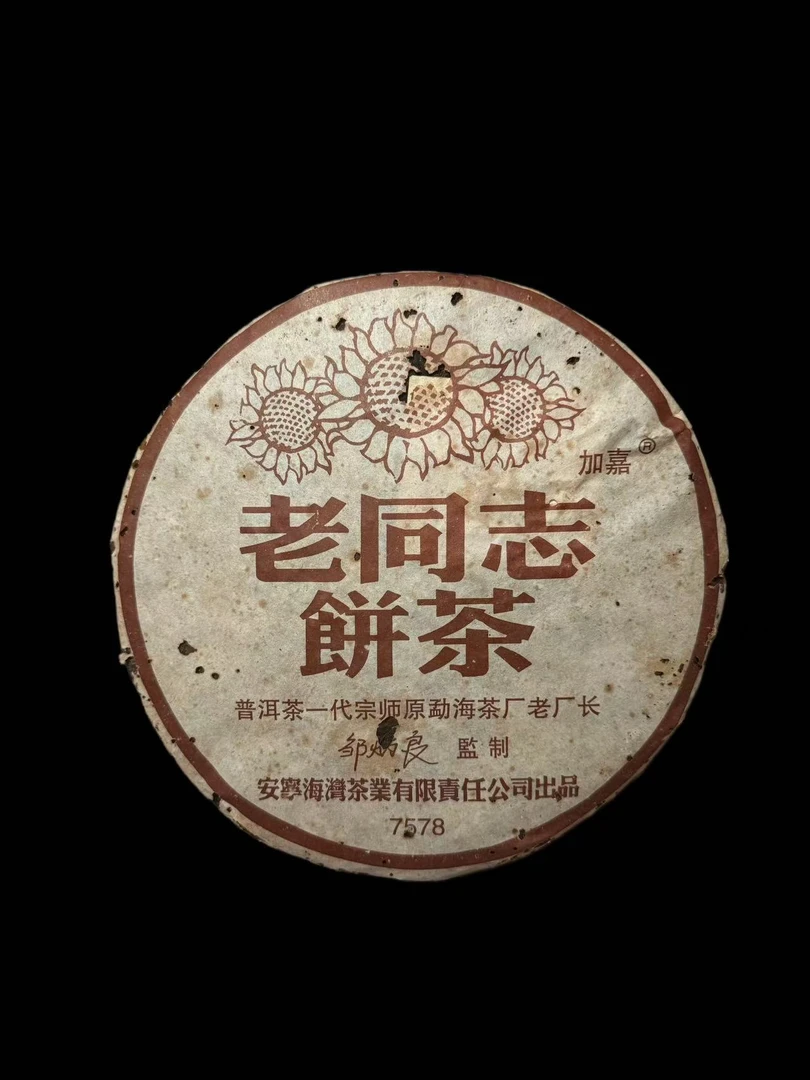 加嘉®
老同志
餅茶
普洱茶一代宗师原勐海茶厂老厂长
邹炳良 監制
安寧海灣茶業有限責任公司出品
7578